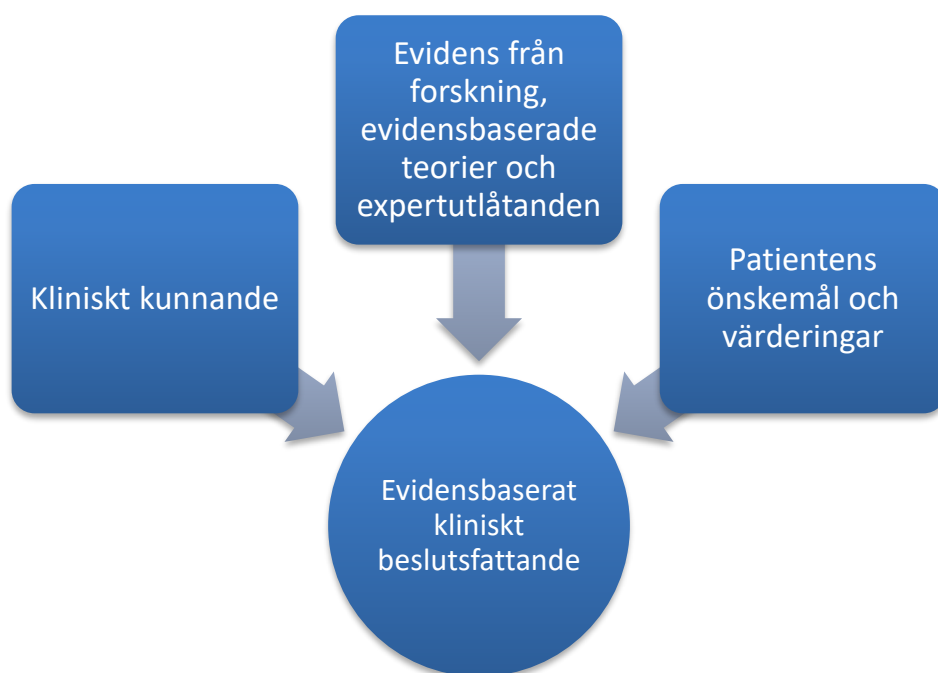 Evidens från
forskning,
evidensbaserade
teorier och
expertutlåtanden
Kliniskt kunnande
Patientens
önskemål och
värderingar
Evidensbaserat
kliniskt
beslutsfattande